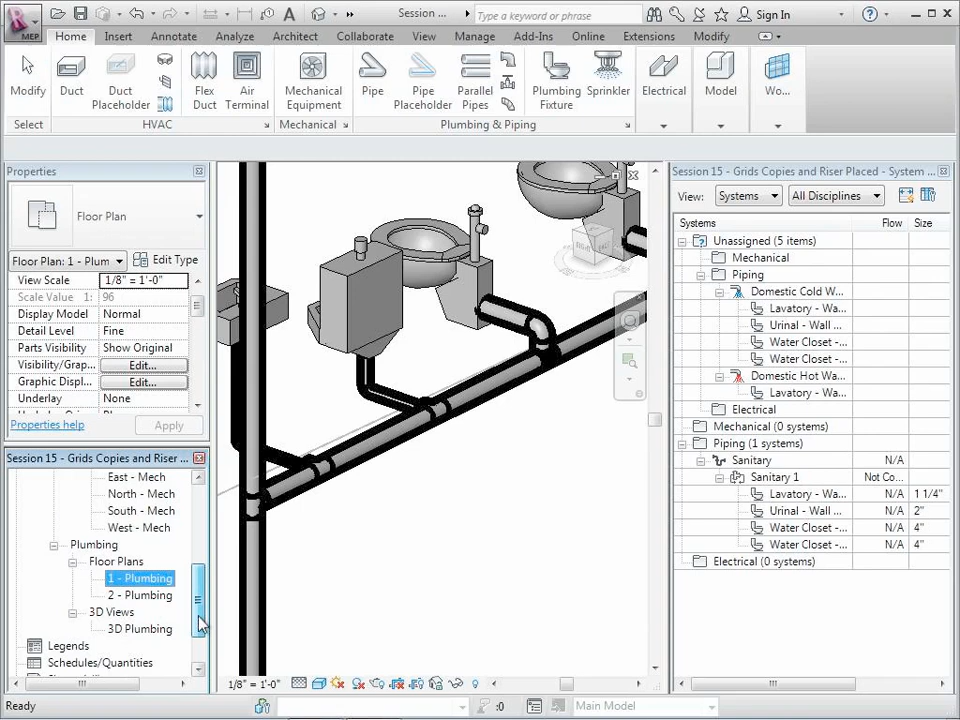 MEP
Session ...
Type a keyword or phrase
Sign In
Home
Insert
Annotate
Analyze
Architect
Collaborate
View
Manage
Add-Ins
Online
Extensions
Modify
Modify
Duct
Duct Placeholder
Flex Duct
Air Terminal
Mechanical Equipment
Pipe
Pipe Placeholder
Parallel Pipes
Plumbing Fixture
Sprinkler
Electrical
Model
Wo...
Select
HVAC
Mechanical
Plumbing & Piping
Properties
Floor Plan
Floor Plan: 1 - Plum
Edit Type
View Scale 1/8" = 1'-0"
Scale Value 1: 96
Display Model Normal
Detail Level Fine
Parts Visibility Show Original
Visibility/Grap... Edit...
Graphic Displ... Edit...
Underlay None
Properties help
Apply
Session 15 - Grids Copies and Riser ...
East - Mech
North - Mech
South - Mech
West - Mech
Plumbing
Floor Plans
1 - Plumbing
2 - Plumbing
3D Views
3D Plumbing
Legends
Schedules/Quantities
1/8" = 1'-0"
Session 15 - Grids Copies and Riser Placed - System ...
View: Systems All Disciplines
Systems Flow Size
Unassigned (5 items)
Mechanical
Piping
Domestic Cold W...
Lavatory - Wa...
Urinal - Wall ...
Water Closet -...
Water Closet -...
Domestic Hot Wa...
Lavatory - Wa...
Electrical
Mechanical (0 systems)
Piping (1 systems)
Sanitary N/A
Sanitary 1 Not Co...
Lavatory - Wa... N/A 1 1/4"
Urinal - Wall ... N/A 2"
Water Closet -... N/A 4"
Water Closet -... N/A 4"
Electrical (0 systems)
Ready
:0
Main Model